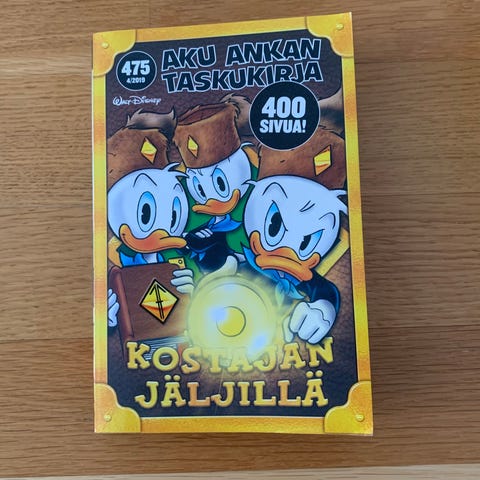 475
4/2019
AKU ANKAN
TASKUKIRJA
Walt Disney
400
SIVUA!
KOSTAJAN
JÄLJILLÄ